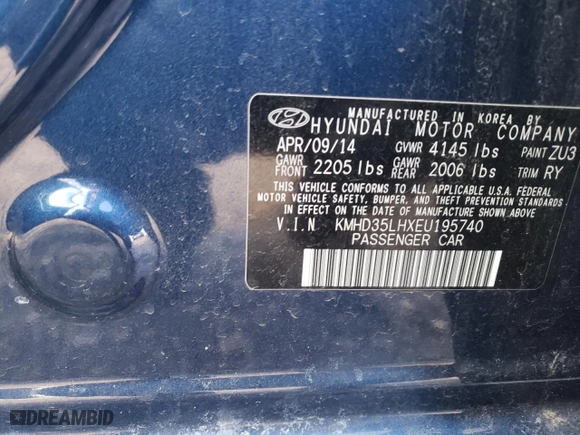 MANUFACTURED IN KOREA BY
HYUNDAI MOTOR COMPANY
APR/09/14 GVWR 4145 lbs PAINT ZU3
GAWR FRONT 2205 lbs GAWR REAR 2006 lbs TRIM RY
THIS VEHICLE CONFORMS TO ALL APPLICABLE U.S.A. FEDERAL
MOTOR VEHICLE SAFETY, BUMPER, AND THEFT PREVENTION STANDARDS
IN EFFECT ON THE DATE OF MANUFACTURE SHOWN ABOVE.
V.I.N KMHD35LHXEU195740
PASSENGER CAR
DREAMBID